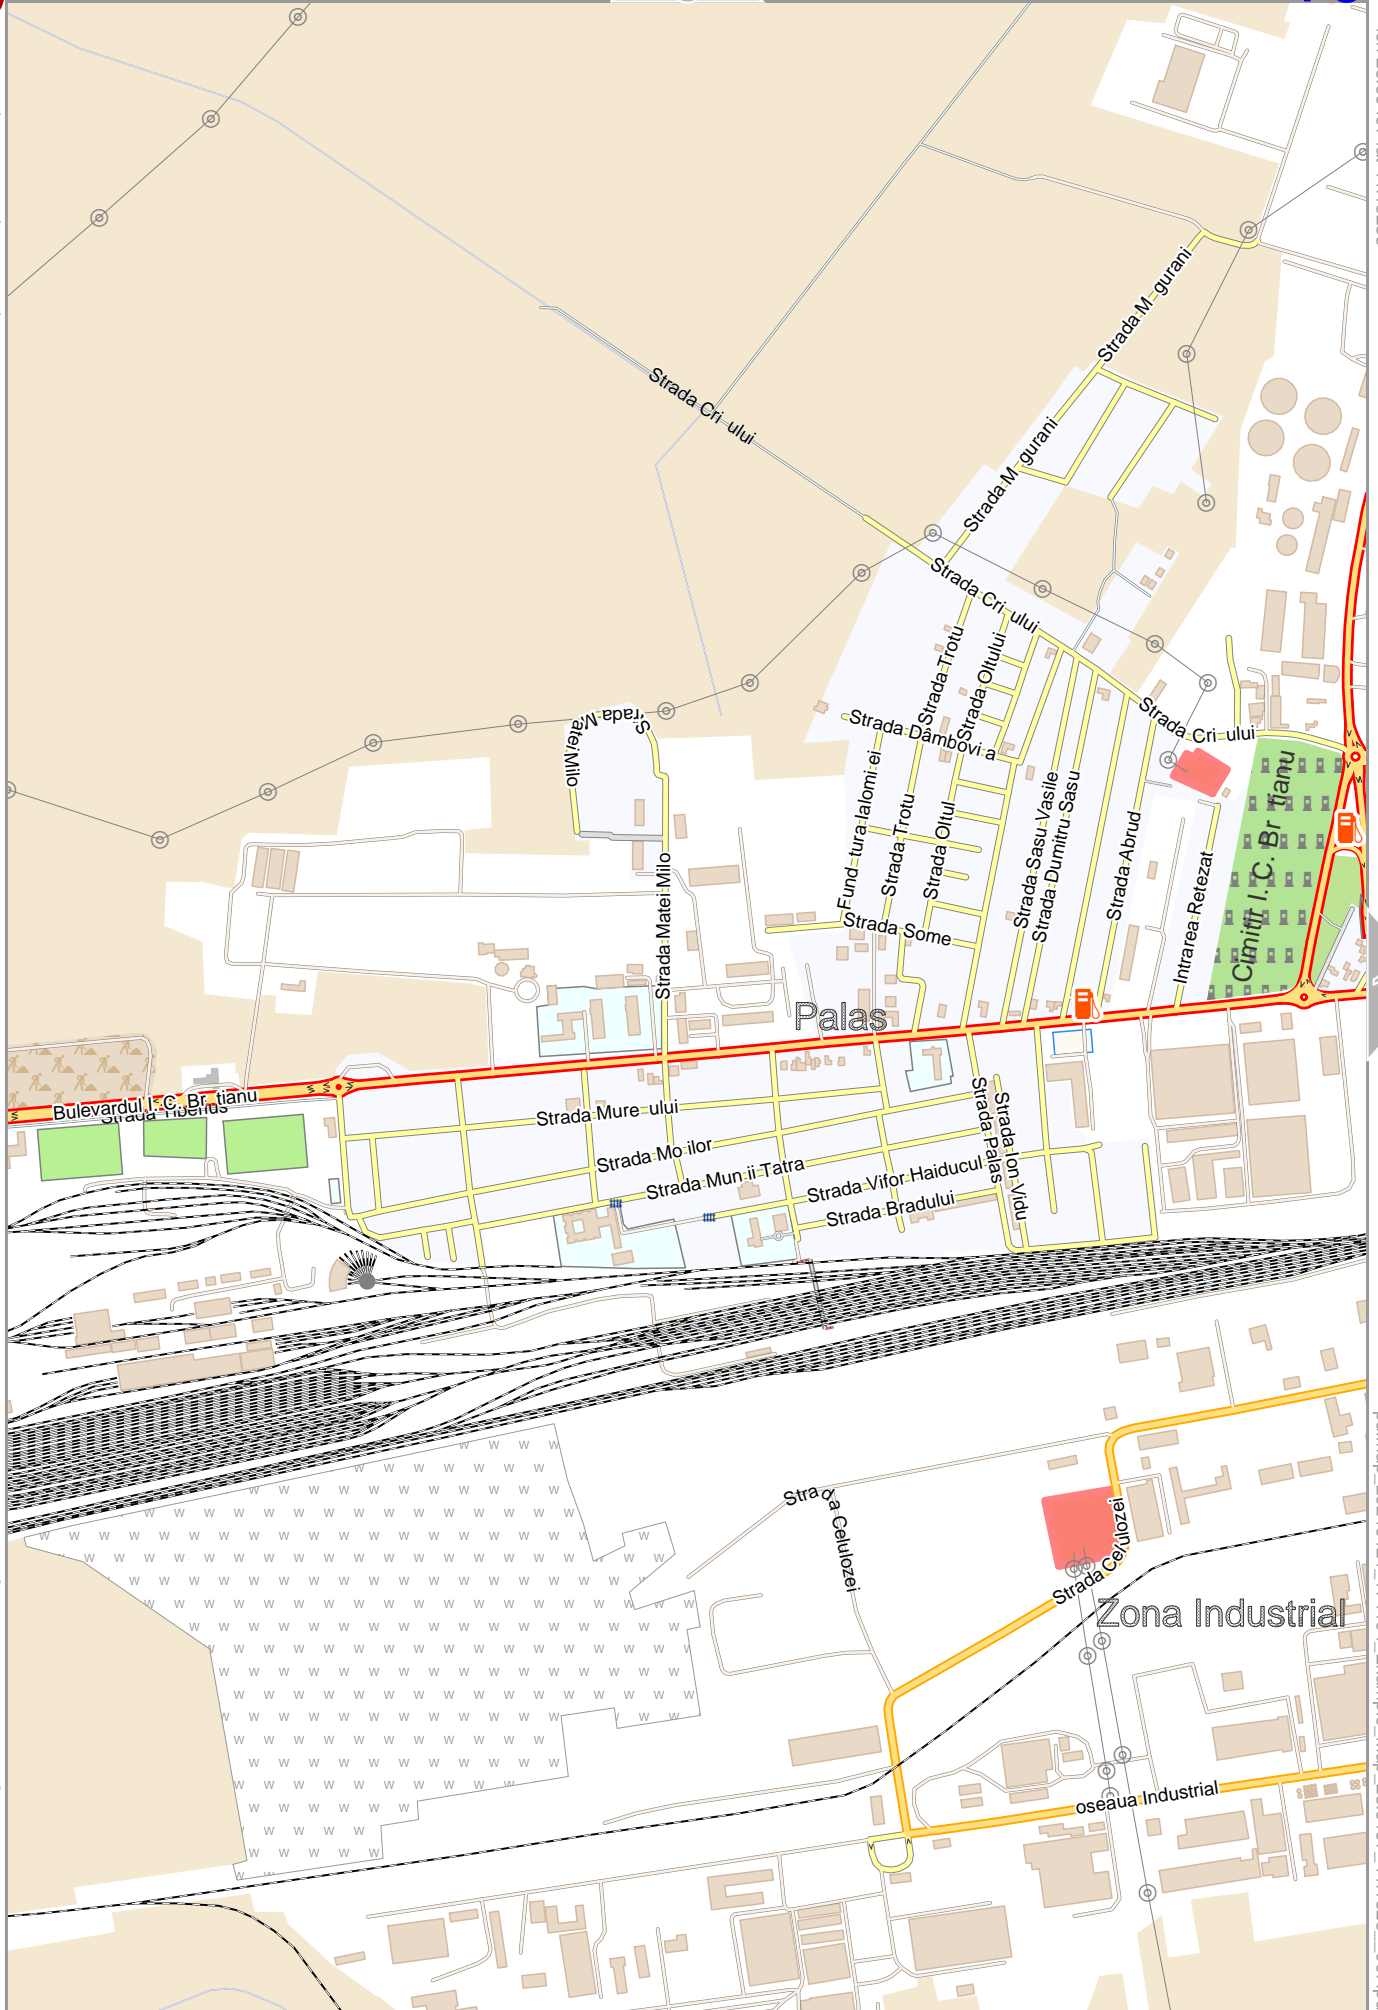 Strada M gurani
Strada Cri ului
Strada M gurani
Strada Cri ului
Strada Trotu
Strada Oltului
Strada Matei Milo
Strada Dâmbovi a
Strada Cri ului
Fund tura Ialomi ei
Strada Trotu
Strada Oltul
Strada Sasu Vasile
Strada Dumitru Sasu
Strada Abrud
Intrarea Retezat
Cimitir I. C. Br tianu
Strada Matei Milo
Strada Some
Palas
Bulevardul I. C. Br tianu
Strada Tiberius
Strada Mure ului
Strada Mo ilor
Strada Mun ii Tatra
Strada Vifor Haiducul
Strada Bradului
Strada Palas
Strada Ion Vidu
Strada Celulozei
Strada Celulozei
Zona Industrial
oseaua Industrial